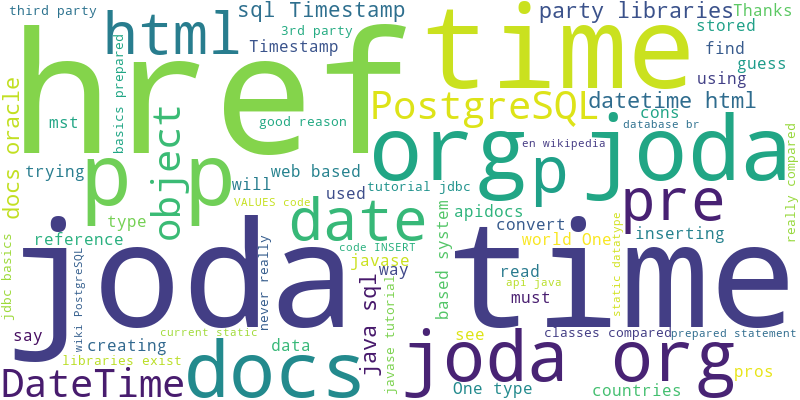 third party
html
sql Timestamp
party libraries
Thanks
3rd party
stored
Timestamp
find
href
time
guess
using
docs oracle
basics prepared
PostgreSQL
datetime html
mst
object
good reason
cons
database br
org
joda
en wikipedia
really compared
trying
p p
web based
will
p
used
tutorial jdbc
pre
VALUES code
type
date
apidocs
convert
reference
world One
inserting
static datatype
jdbc basics
joda time
wiki PostgreSQL
never really
code INSERT
javase
way
based system
read
api java
must
say
java sql
javase tutorial
current static
see
classes compared
prepared statement
creating
data
libraries exist
docs
joda org
pros
DateTime
One type
countries